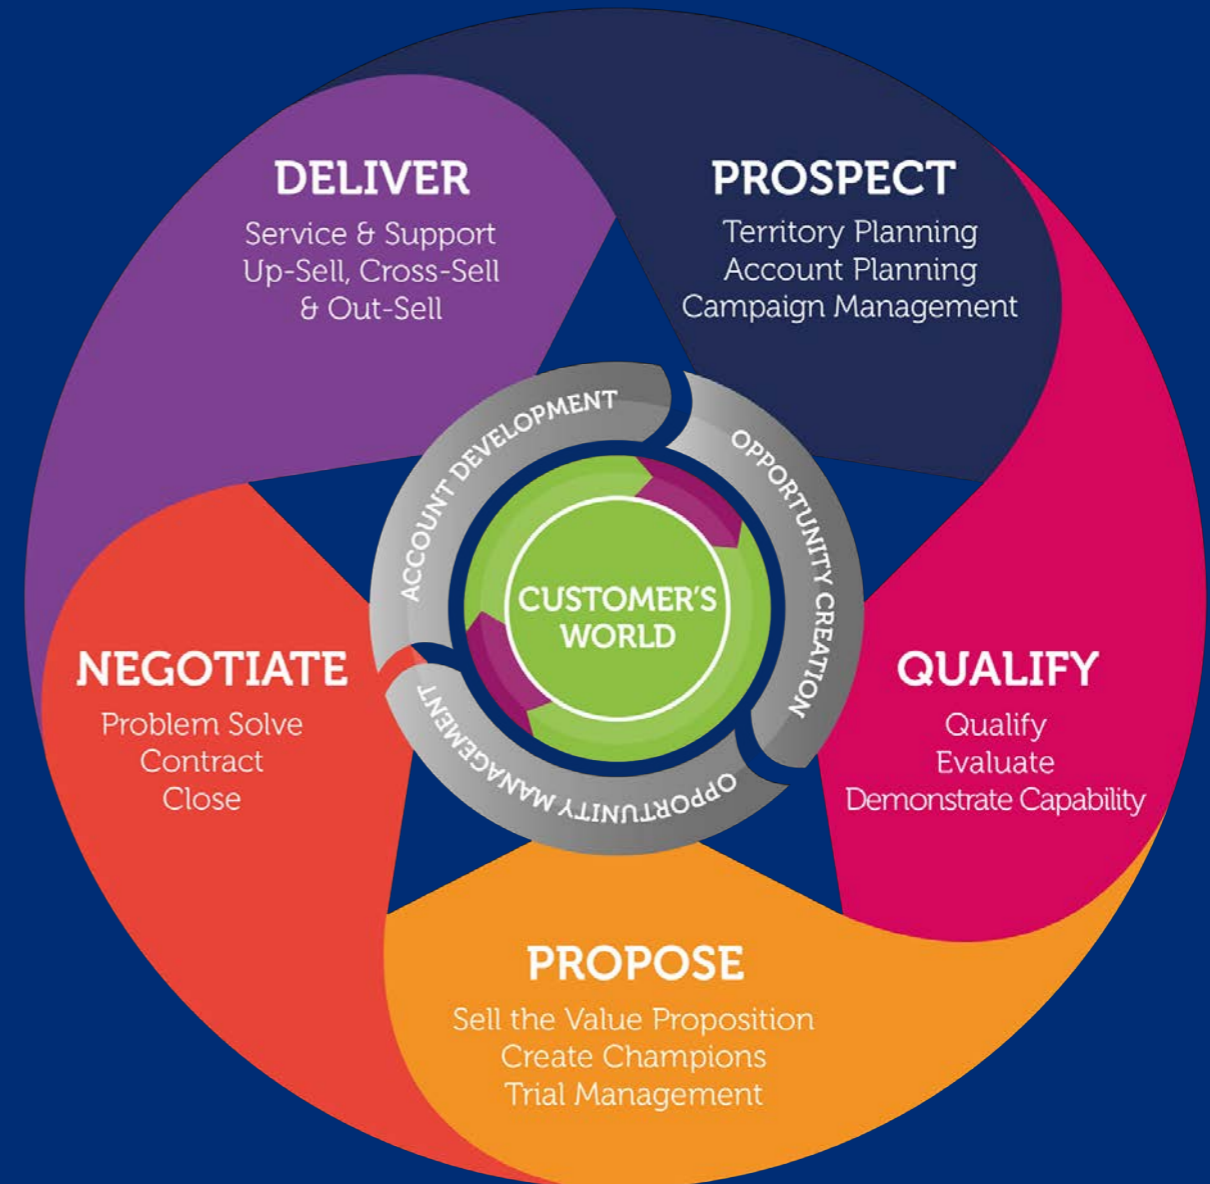 DELIVER
Service & Support
Up-Sell, Cross-Sell
& Out-Sell
PROSPECT
Territory Planning
Account Planning
Campaign Management
ACCOUNT DEVELOPMENT
OPPORTUNITY CREATION
CUSTOMER'S
WORLD
OPPORTUNITY MANAGEMENT
NEGOTIATE
Problem Solve
Contract
Close
QUALIFY
Qualify
Evaluate
Demonstrate Capability
PROPOSE
Sell the Value Proposition
Create Champions
Trial Management